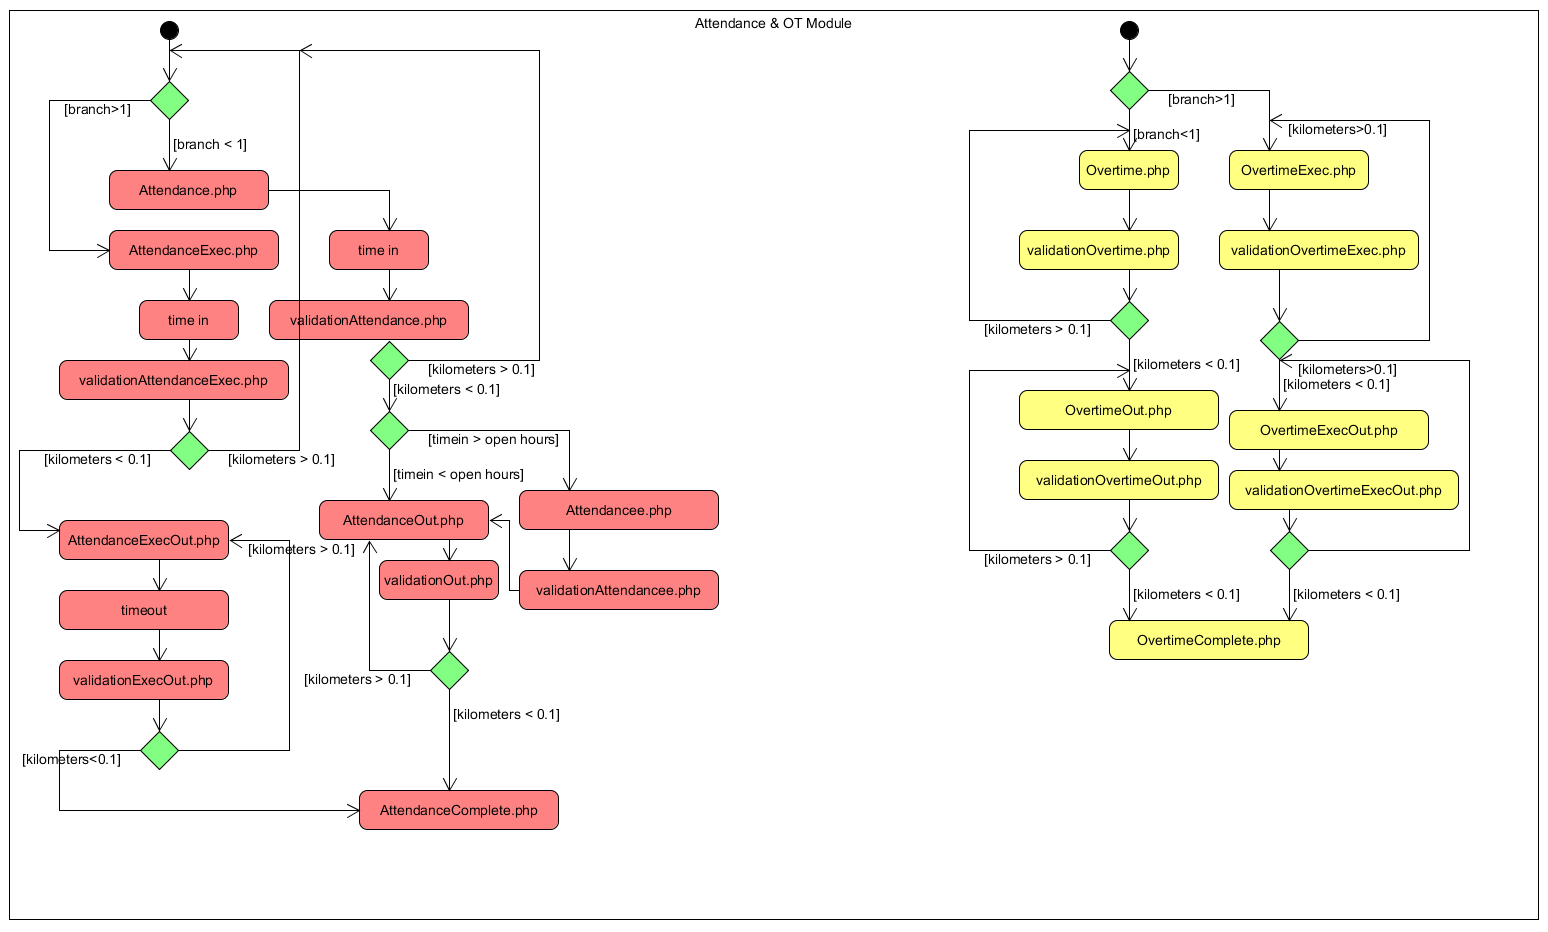 Attendance & OT Module
[branch>1]
[branch < 1]
Attendance.php
AttendanceExec.php
time in
time in
validationAttendance.php
validationAttendanceExec.php
[kilometers > 0.1]
[kilometers < 0.1]
[kilometers < 0.1]
[kilometers > 0.1]
[timein > open hours]
[timein < open hours]
AttendanceOut.php
Attendancee.php
AttendanceExecOut.php
[kilometers > 0.1]
validationOut.php
validationAttendancee.php
timeout
validationExecOut.php
[kilometers > 0.1]
[kilometers < 0.1]
[kilometers<0.1]
AttendanceComplete.php
[branch>1]
[branch<1]
[kilometers>0.1]
Overtime.php
OvertimeExec.php
validationOvertime.php
validationOvertimeExec.php
[kilometers > 0.1]
[kilometers < 0.1]
[kilometers>0.1]
[kilometers < 0.1]
OvertimeOut.php
OvertimeExecOut.php
validationOvertimeOut.php
validationOvertimeExecOut.php
[kilometers > 0.1]
[kilometers < 0.1]
[kilometers < 0.1]
OvertimeComplete.php